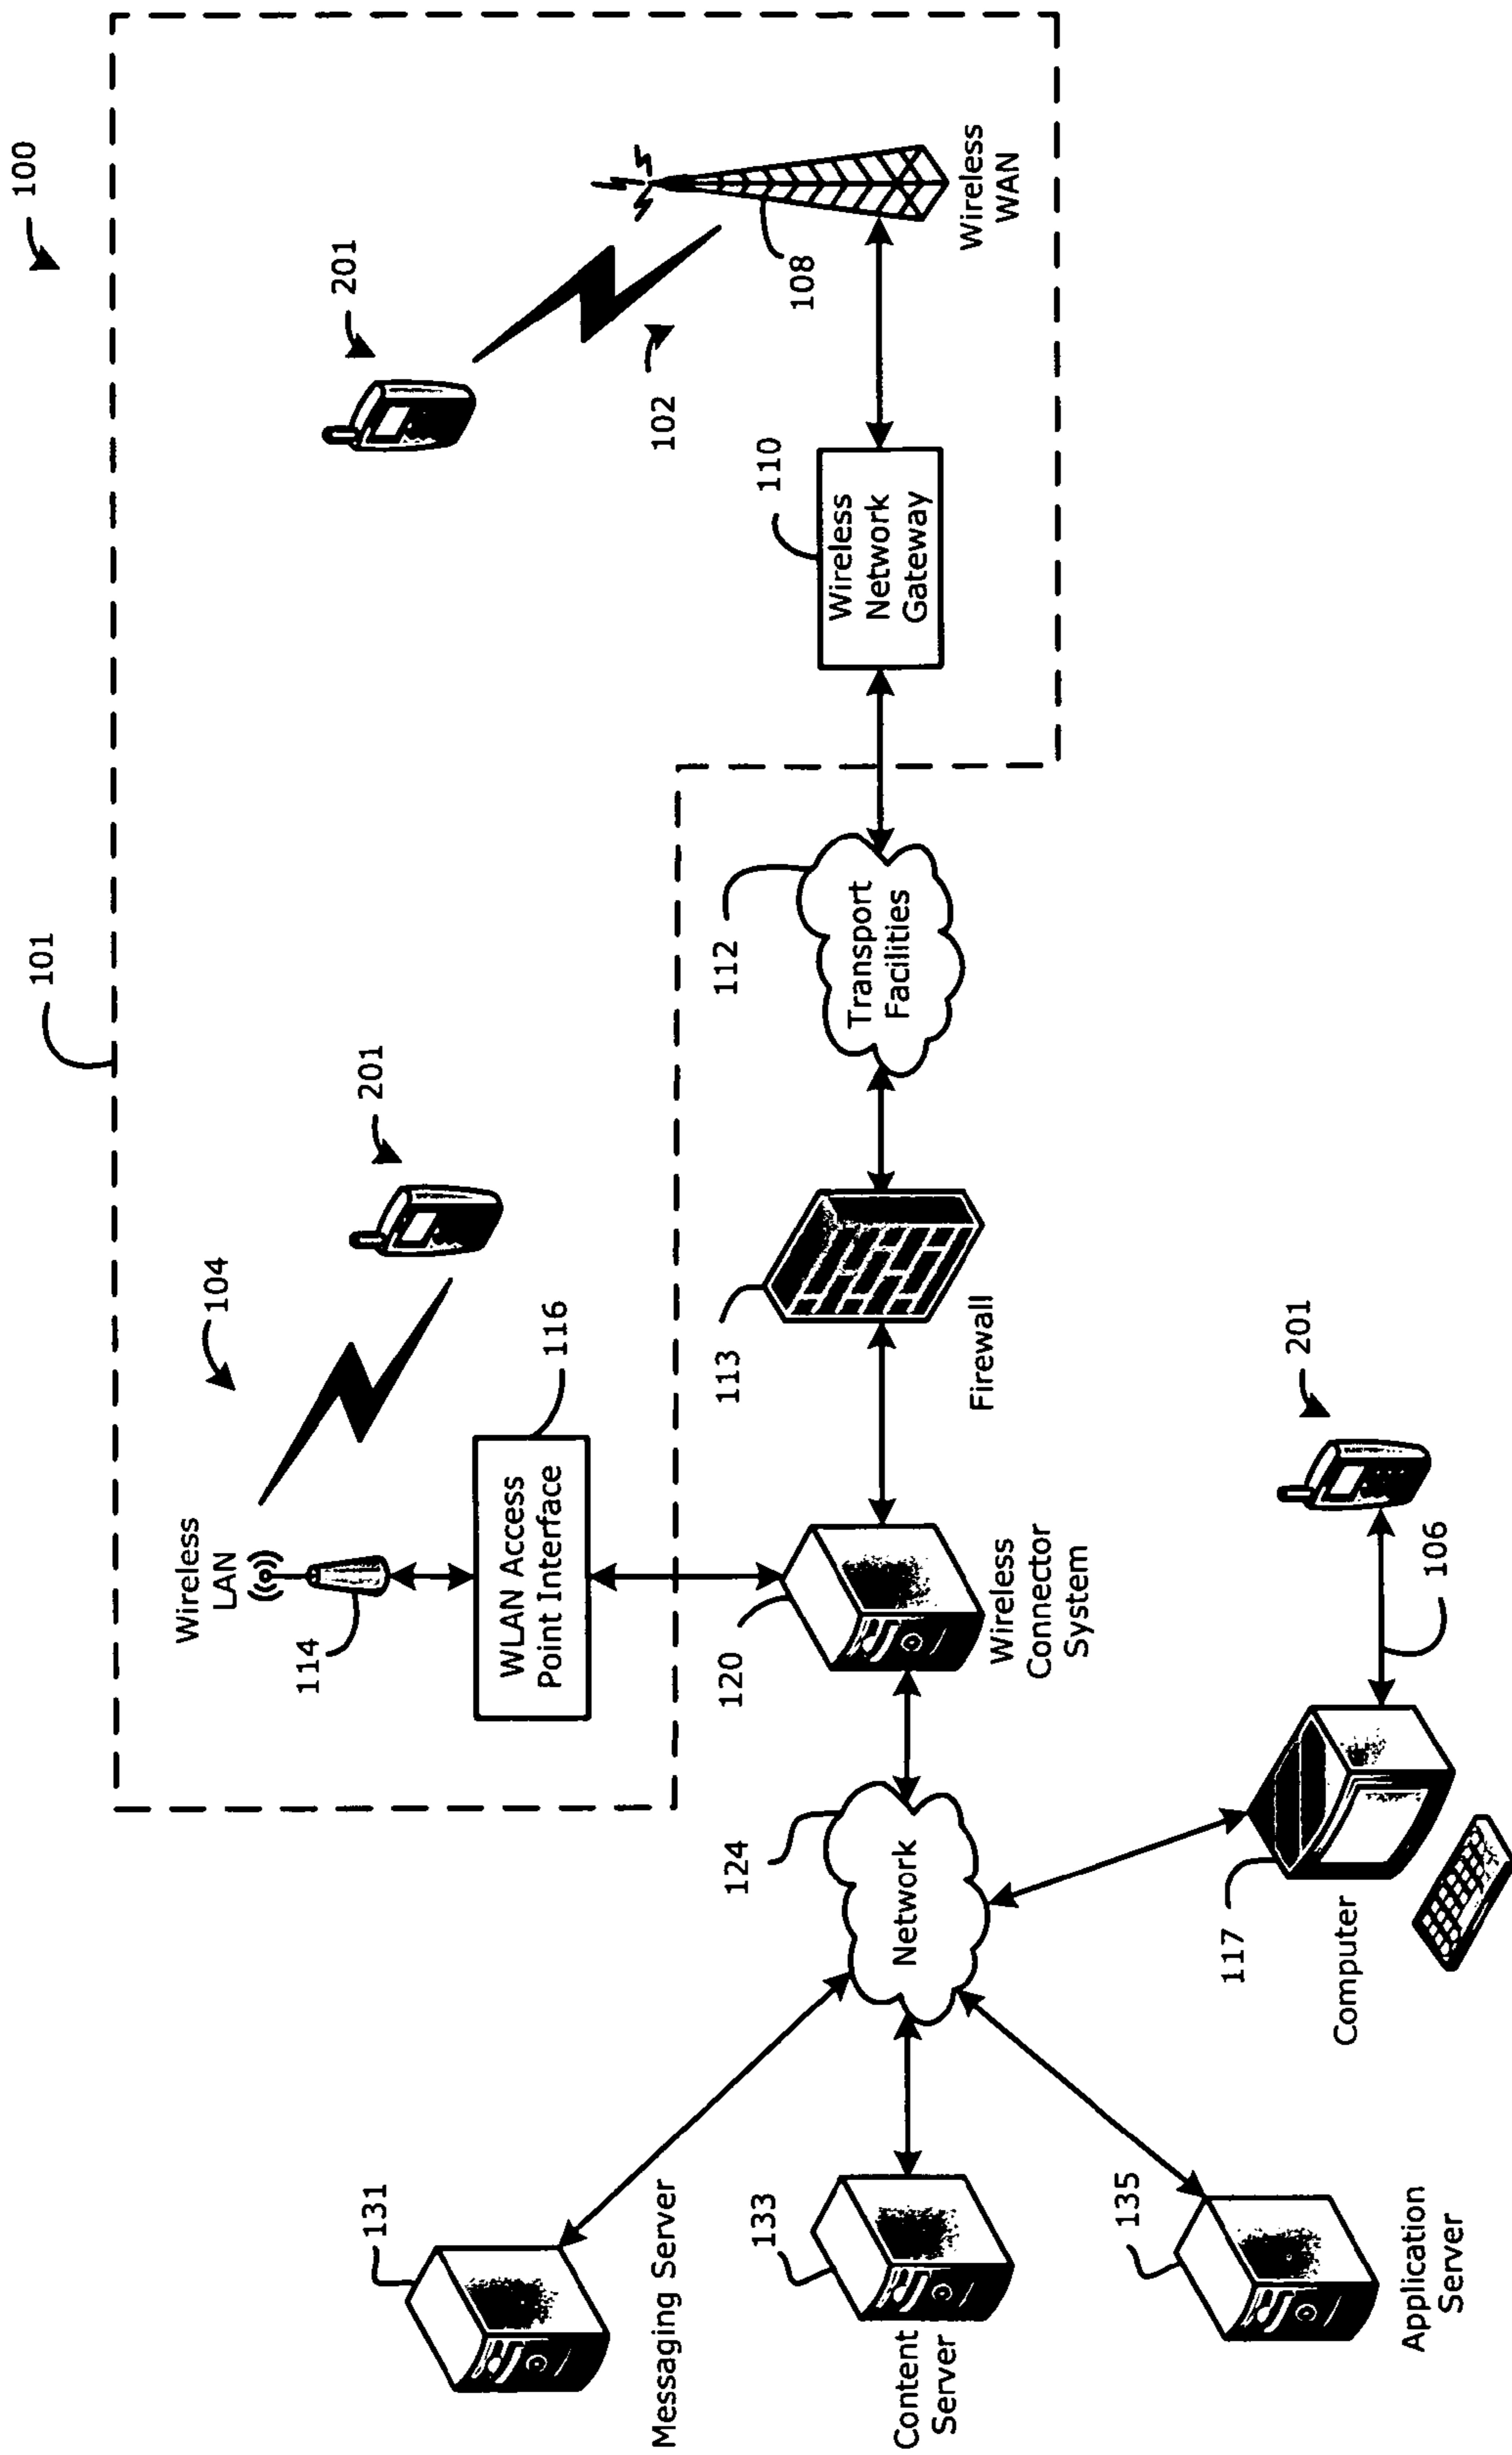 100
101
Wireless
LAN
104
201
201
114
WLAN Access
Point Interface
116
102
108
Wireless
WAN
110
Wireless
Network
Gateway
112
Transport
Facilities
113
Firewall
120
Wireless
Connector
System
124
Network
131
Messaging Server
133
Content
Server
135
Application
Server
117
Computer
106
201